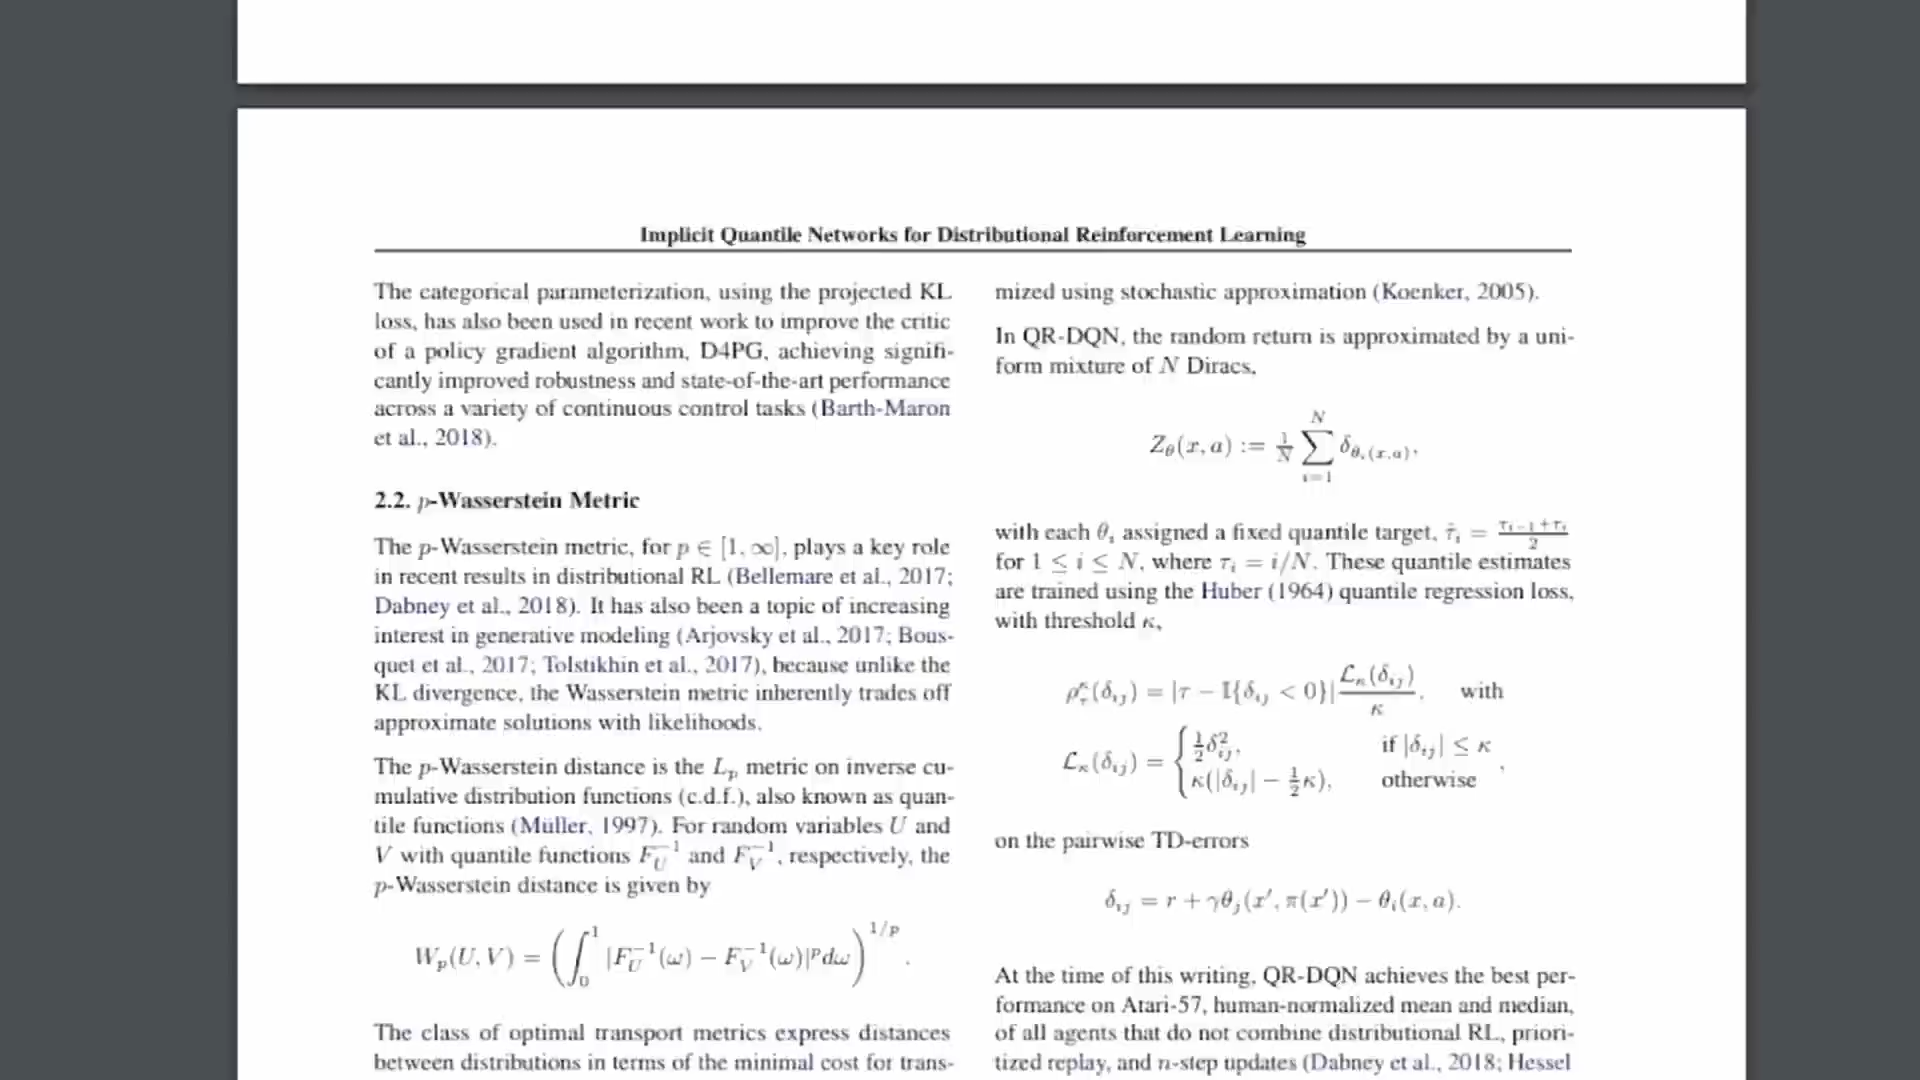 Implicit Quantile Networks for Distributional Reinforcement Learning
The categorical parameterization, using the projected KL
loss, has also been used in recent work to improve the critic
of a policy gradient algorithm, D4PG, achieving signifi-
cantly improved robustness and state-of-the-art performance
across a variety of continuous control tasks (Barth-Maron
et al., 2018).
2.2. p-Wasserstein Metric
The p-Wasserstein metric, for p ∈ [1, ∞], plays a key role
in recent results in distributional RL (Bellemare et al., 2017;
Dabney et al., 2018). It has also been a topic of increasing
interest in generative modeling (Arjovsky et al., 2017; Bous-
quet et al., 2017; Tolstikhin et al., 2017), because unlike the
KL divergence, the Wasserstein metric inherently trades off
approximate solutions with likelihoods.
The p-Wasserstein distance is the L_p metric on inverse cu-
mulative distribution functions (c.d.f.), also known as quan-
tile functions (Müller, 1997). For random variables U and
V with quantile functions F_U^{-1} and F_V^{-1}, respectively, the
p-Wasserstein distance is given by
W_p(U, V) = (∫_0^1 |F_U^{-1}(ω) − F_V^{-1}(ω)|^p dω)^{1/p}.
The class of optimal transport metrics express distances
between distributions in terms of the minimal cost for trans-
mized using stochastic approximation (Koenker, 2005).
In QR-DQN, the random return is approximated by a uni-
form mixture of N Diracs,
Z_θ(x, a) := 1/N ∑_{i=1}^N δ_{θ_i(x,a)},
with each θ_i assigned a fixed quantile target, τ̂_i = (τ_{i−1}+τ_i)/2
for 1 ≤ i ≤ N, where τ_i = i/N. These quantile estimates
are trained using the Huber (1964) quantile regression loss,
with threshold κ,
ρ_τ^κ(δ_ij) = |τ − 𝕀{δ_ij < 0}| L_κ(δ_ij)/κ, with
L_κ(δ_ij) = { 1/2 δ_ij^2, if |δ_ij| ≤ κ
κ(|δ_ij| − 1/2 κ), otherwise ,
on the pairwise TD-errors
δ_ij = r + γθ_j(x′, π(x′)) − θ_i(x, a).
At the time of this writing, QR-DQN achieves the best per-
formance on Atari-57, human-normalized mean and median,
of all agents that do not combine distributional RL, priori-
tized replay, and n-step updates (Dabney et al., 2018; Hessel